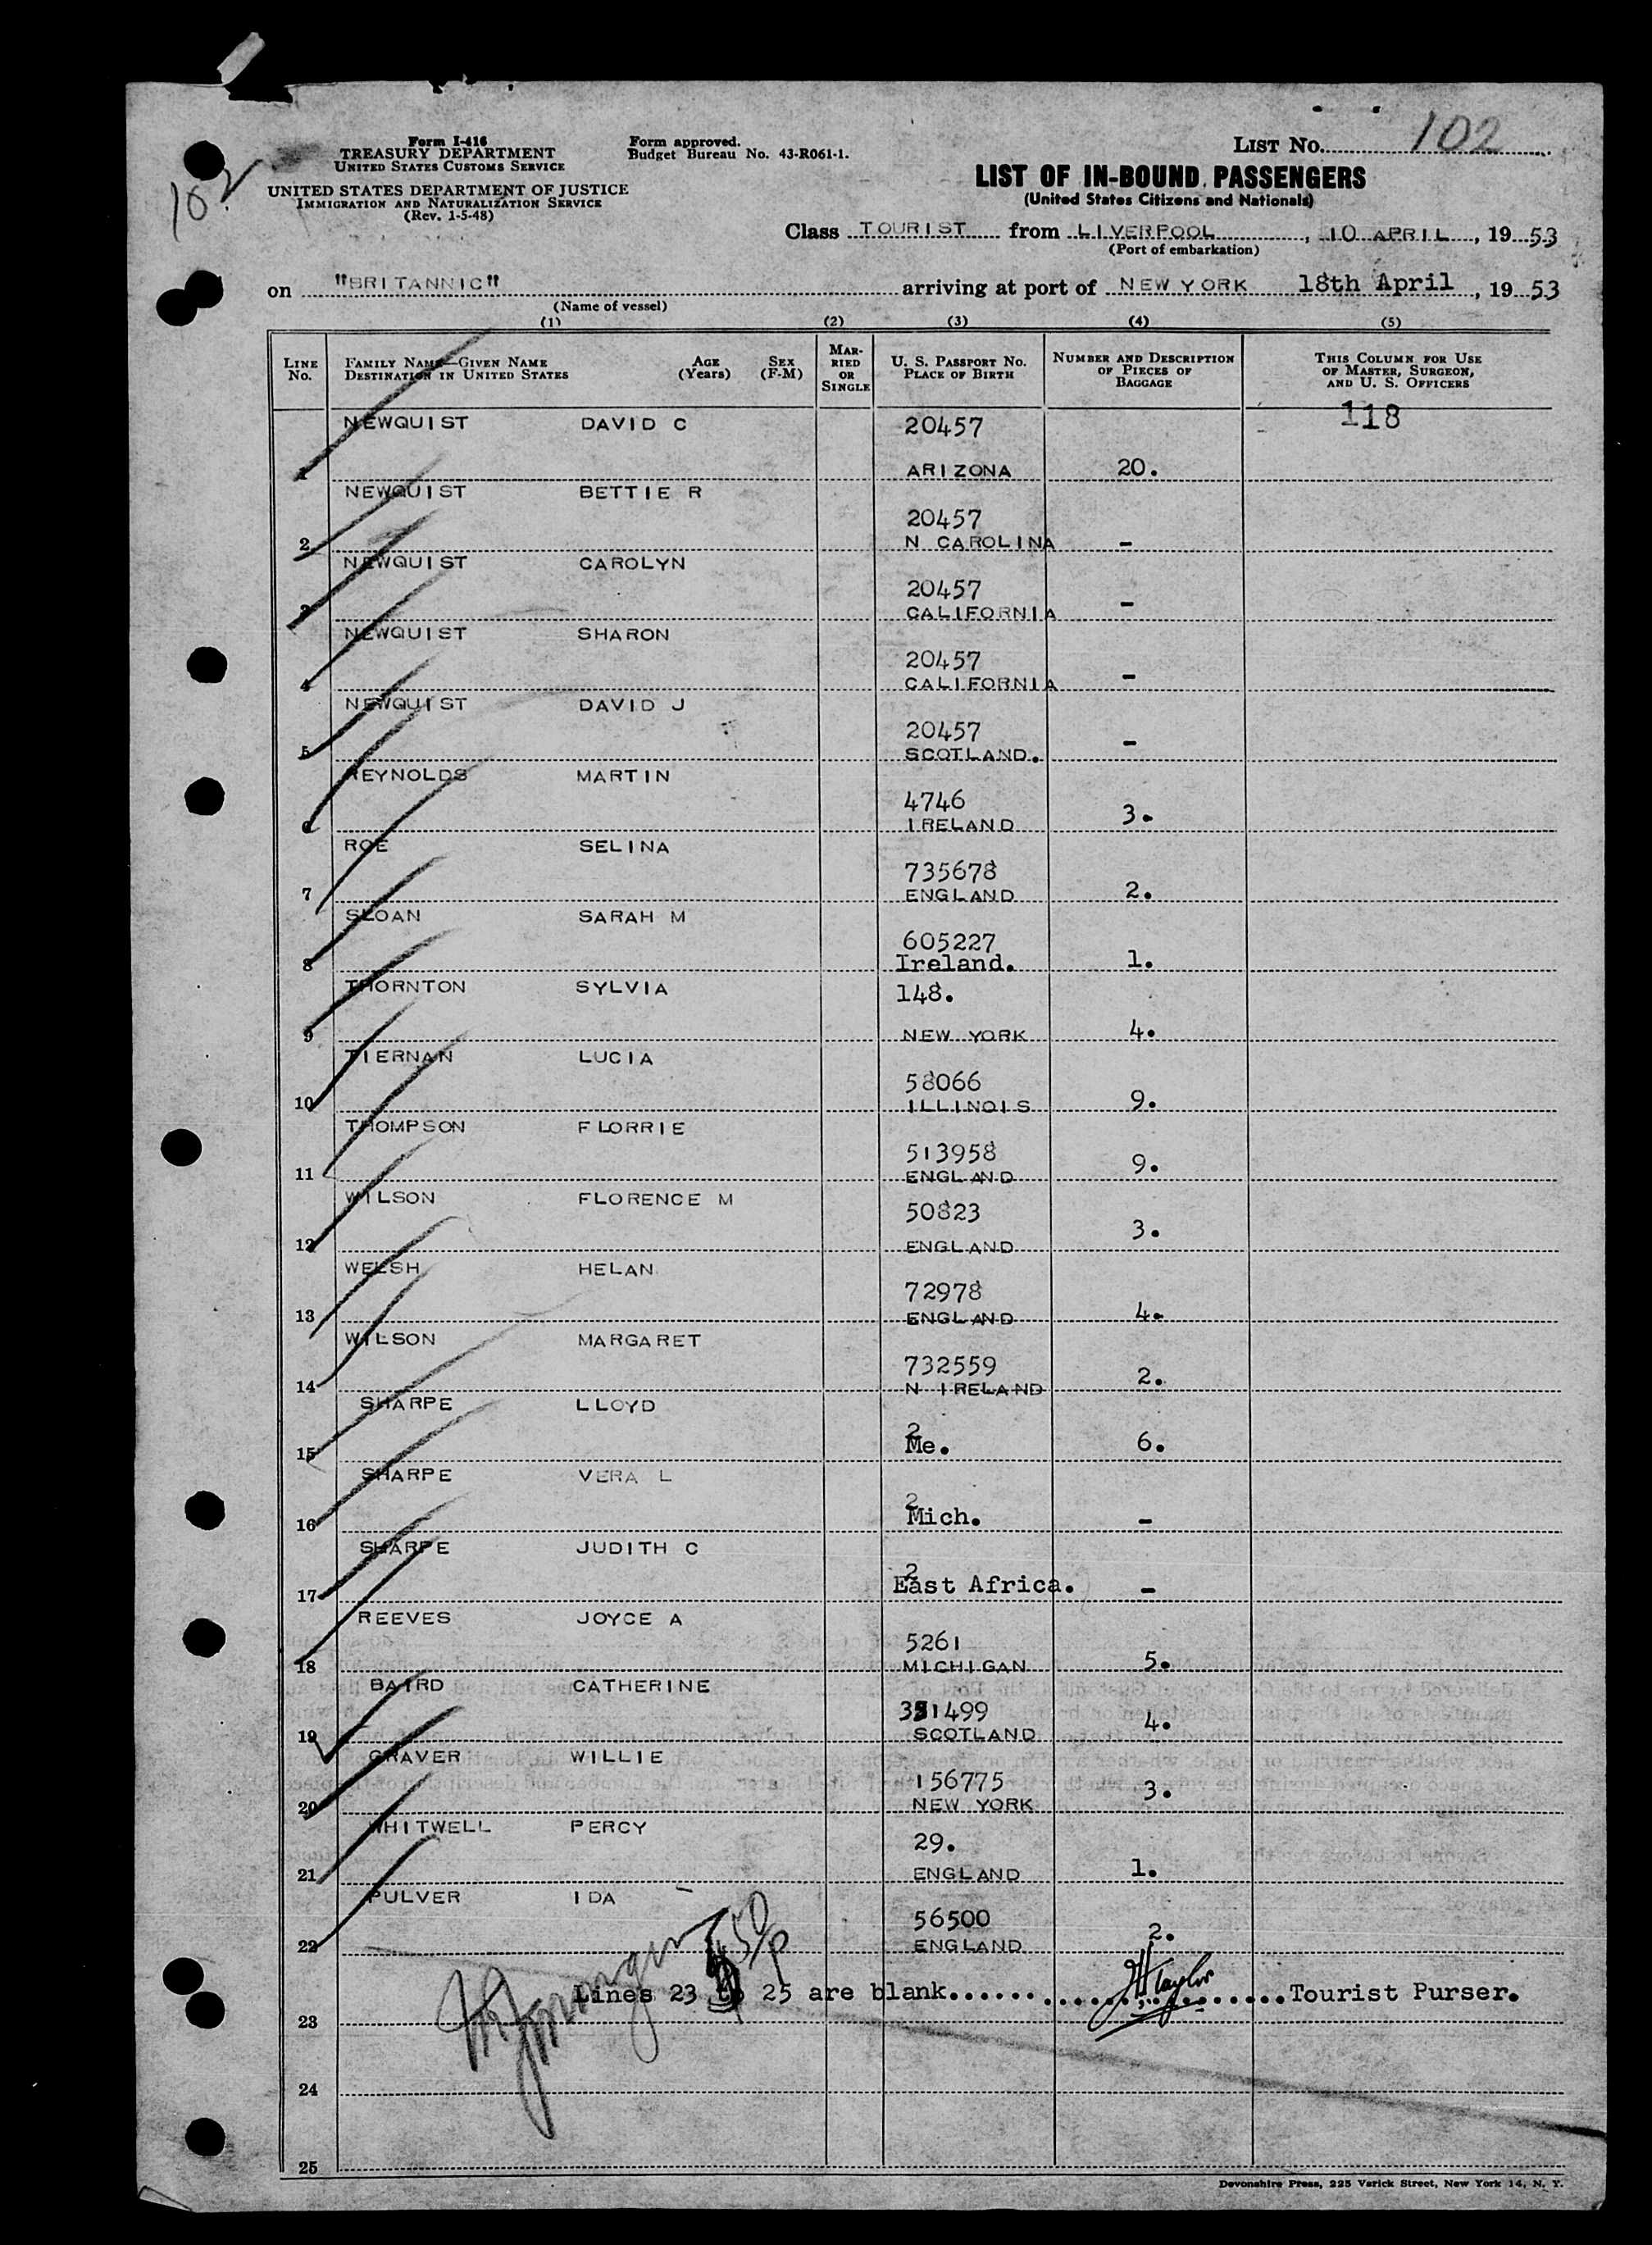 Form I-416
TREASURY DEPARTMENT
UNITED STATES CUSTOMS SERVICE
UNITED STATES DEPARTMENT OF JUSTICE
IMMIGRATION AND NATURALIZATION SERVICE
(Rev. 1-5-48)
Form approved.
Budget Bureau No. 43-R061-1.
LIST No. 102
102
LIST OF IN-BOUND PASSENGERS
(United States Citizens and Nationals)
Class TOURIST from LIVERPOOL, 10 APRIL, 1953
(Port of embarkation)
on "BRITANNIC" arriving at port of NEW YORK 18th April, 1953
(Name of vessel)
(1) (2) (3) (4) (5)
LINE No. FAMILY NAME—GIVEN NAME DESTINATION IN UNITED STATES AGE (Years) SEX (F-M) MARRIED OR SINGLE U. S. PASSPORT NO. PLACE OF BIRTH NUMBER AND DESCRIPTION OF PIECES OF BAGGAGE THIS COLUMN FOR USE OF MASTER, SURGEON, AND U. S. OFFICERS
NEWQUIST DAVID C 20457 118
1 ARIZONA 20.
NEWQUIST BETTIE R
20457
2 N CAROLINA -
NEWQUIST CAROLYN
20457
3 CALIFORNIA -
NEWQUIST SHARON
20457
4 CALIFORNIA -
NEWQUIST DAVID J
20457
5 SCOTLAND. -
REYNOLDS MARTIN
4746
6 IRELAND 3.
ROE SELINA
735678
7 ENGLAND 2.
SLOAN SARAH M
605227
8 Ireland. 1.
THORNTON SYLVIA 148.
9 NEW YORK 4.
TIERNAN LUCIA
58066
10 ILLINOIS 9.
THOMPSON FLORRIE
513958
11 ENGLAND 9.
WILSON FLORENCE M
50823
12 ENGLAND 3.
WELSH HELAN
72978
13 ENGLAND 4.
WILSON MARGARET
732559
14 N IRELAND 2.
SHARPE LLOYD
2
15 Me. 6.
SHARPE VERA L
2
16 Mich. -
SHARPE JUDITH C
2
17 East Africa. -
REEVES JOYCE A
5261
18 MICHIGAN 5.
BAIRD CATHERINE
19 SCOTLAND 4.
GRAVER WILLIE
156775
20 NEW YORK 3.
WHITWELL PERCY
29.
21 ENGLAND 1.
PULVER IDA
56500
22 ENGLAND 2.
Lines 23 to 25 are blank.......... JH Taylor ..........Tourist Purser.
23
24
25
Devonshire Press, 225 Varick Street, New York 14, N. Y.